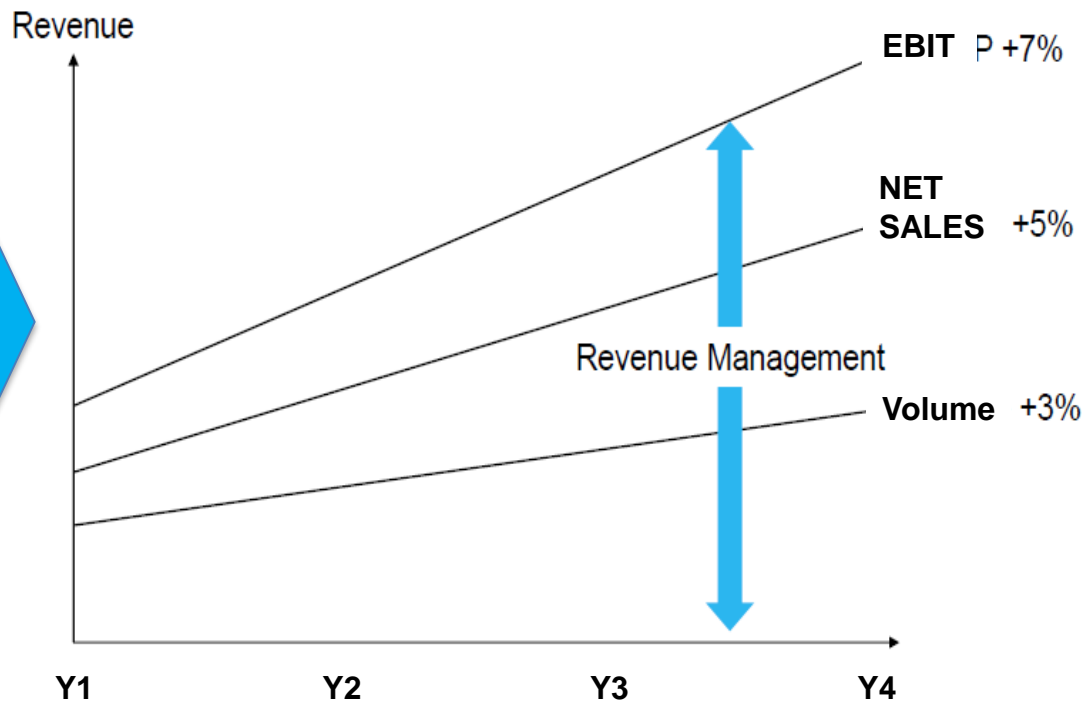 Revenue
EBIT P +7%
NET
SALES +5%
Revenue Management
Volume +3%
Y1 Y2 Y3 Y4